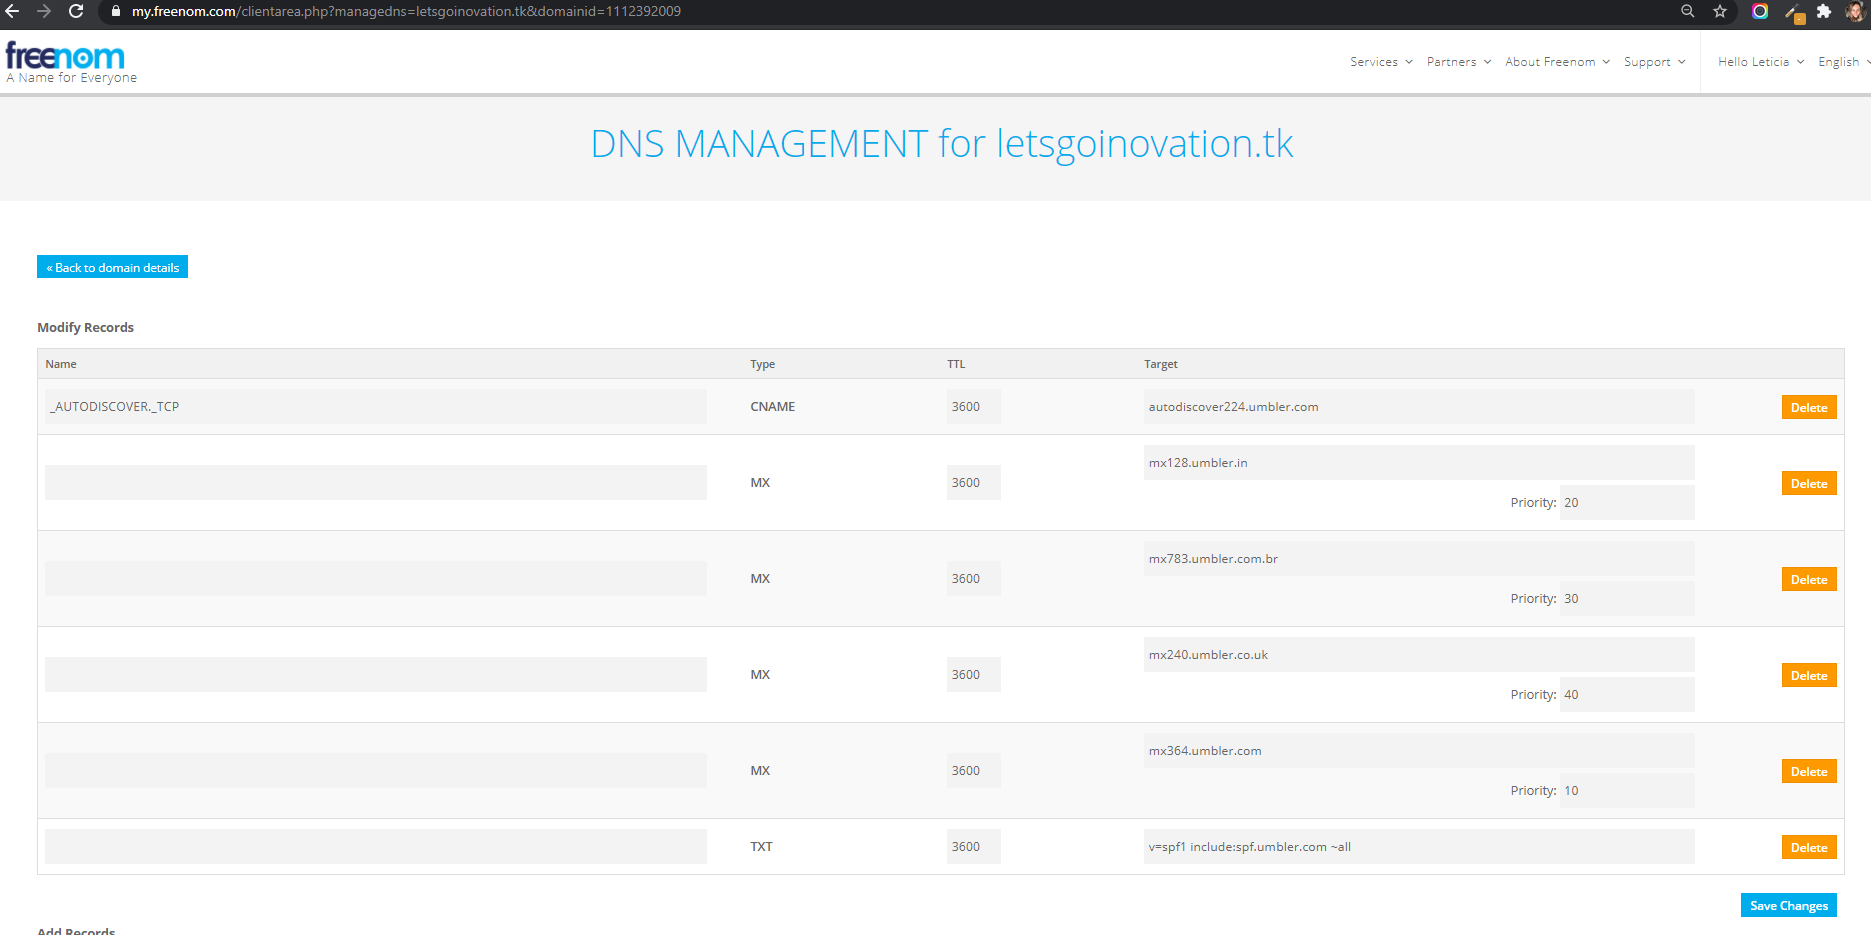 my.freenom.com/clientarea.php?managedns=letsgoinovation.tk&domainid=1112392009
freenom
A Name for Everyone
Services Partners About Freenom Support Hello Leticia English
DNS MANAGEMENT for letsgoinovation.tk
« Back to domain details
Modify Records
Name Type TTL Target
_AUTODISCOVER._TCP CNAME 3600 autodiscover224.umbler.com Delete
MX 3600 mx128.umbler.in Delete
Priority: 20
MX 3600 mx783.umbler.com.br Delete
Priority: 30
MX 3600 mx240.umbler.co.uk Delete
Priority: 40
MX 3600 mx364.umbler.com Delete
Priority: 10
TXT 3600 v=spf1 include:spf.umbler.com ~all Delete
Save Changes
Add Records